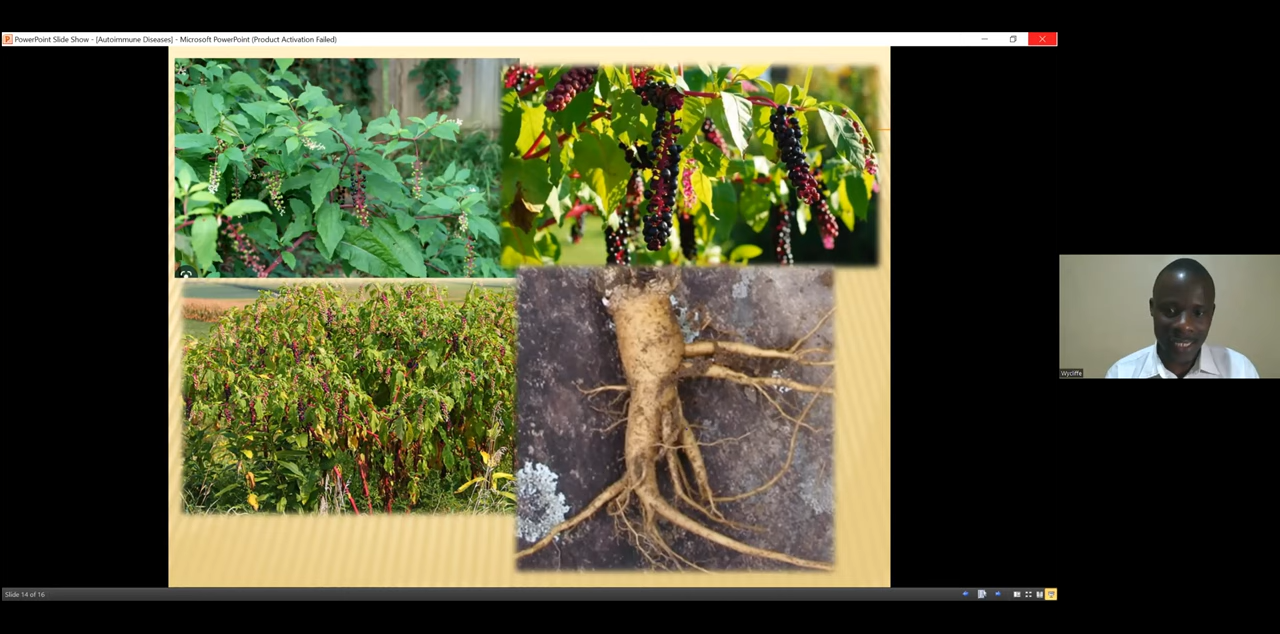 PowerPoint Slide Show - [Autoimmune Diseases] - Microsoft PowerPoint (Product Activation Failed)
Wycliffe
Slide 14 of 16